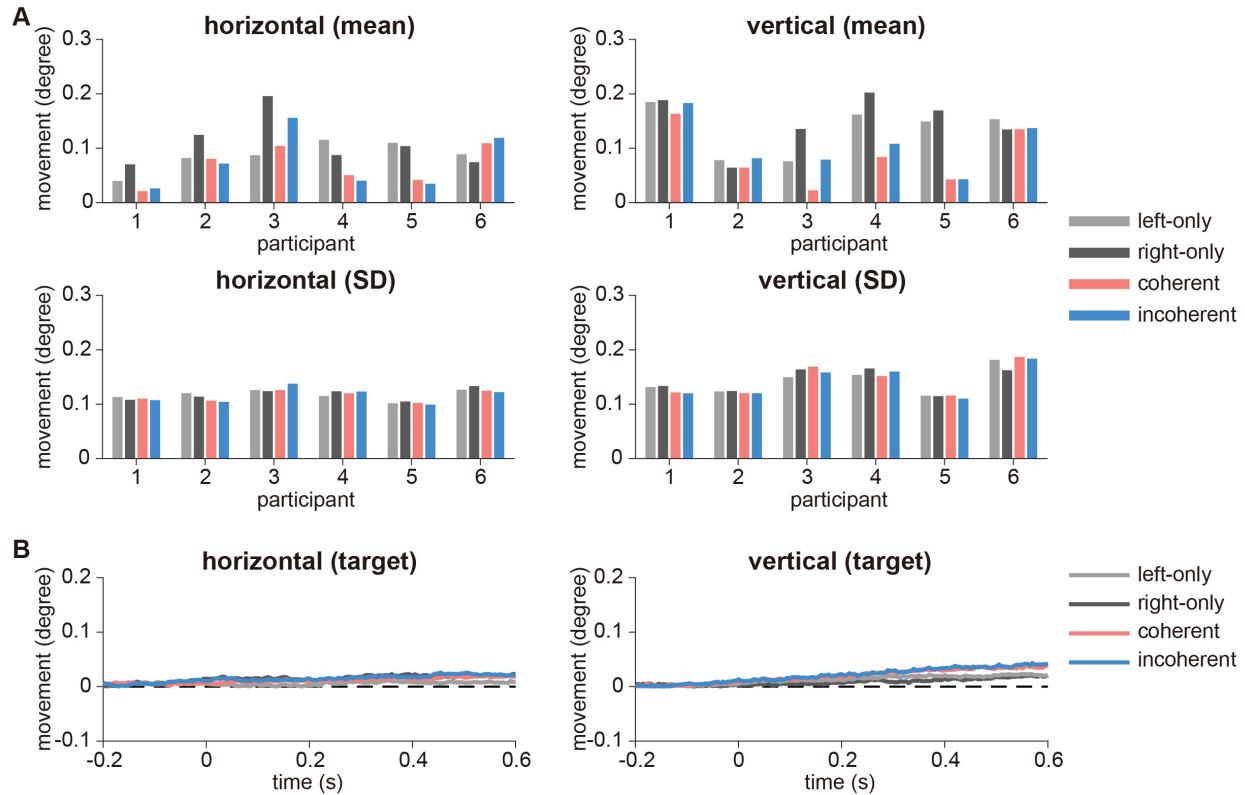 A
horizontal (mean)
vertical (mean)
movement (degree)
0.3
0.2
0.1
0
1 2 3 4 5 6
participant
movement (degree)
0.3
0.2
0.1
0
1 2 3 4 5 6
participant
left-only
right-only
coherent
incoherent
horizontal (SD)
vertical (SD)
movement (degree)
0.3
0.2
0.1
0
1 2 3 4 5 6
participant
movement (degree)
0.3
0.2
0.1
0
1 2 3 4 5 6
participant
B
horizontal (target)
vertical (target)
movement (degree)
0.2
0.1
0
-0.1
-0.2 0 0.2 0.4 0.6
time (s)
movement (degree)
0.2
0.1
0
-0.1
-0.2 0 0.2 0.4 0.6
time (s)
left-only
right-only
coherent
incoherent